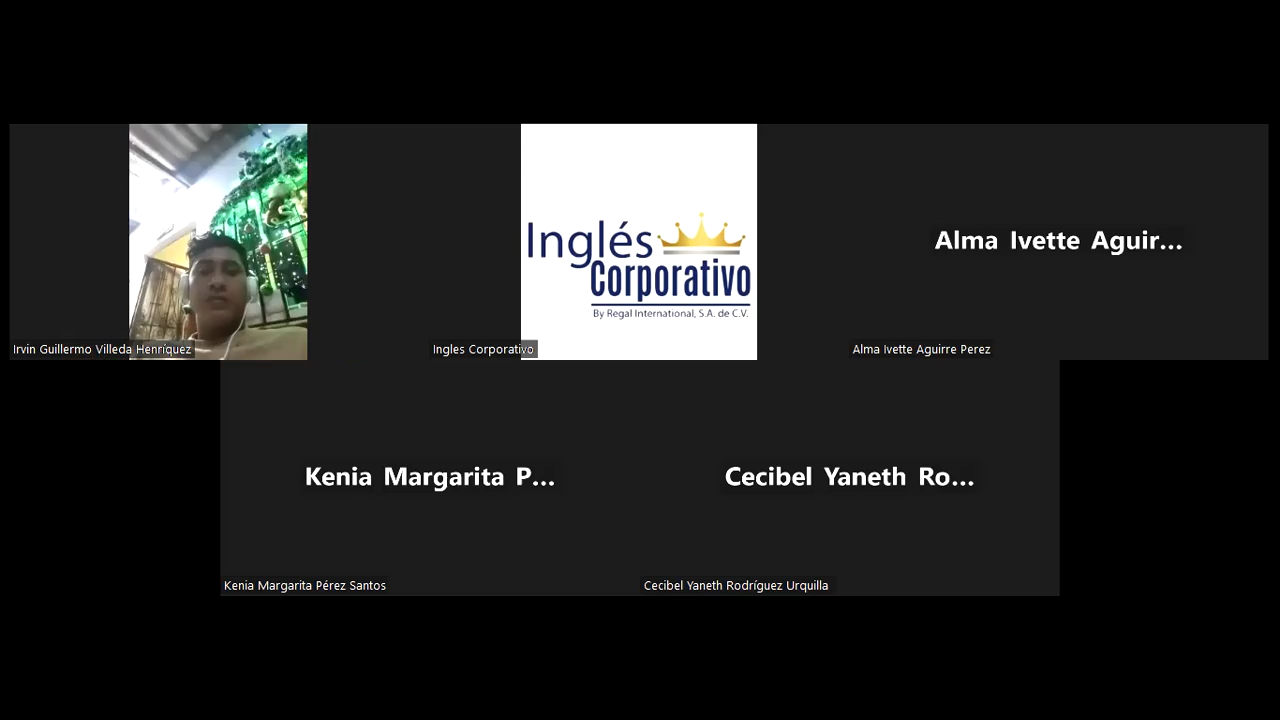 Inglés
Corporativo
By Regal International, S.A. de C.V.
Alma Ivette Aguir...
Irvin Guillermo Villeda Henríquez
Ingles Corporativo
Alma Ivette Aguirre Perez
Kenia Margarita P...
Cecibel Yaneth Ro...
Kenia Margarita Pérez Santos
Cecibel Yaneth Rodríguez Urquilla